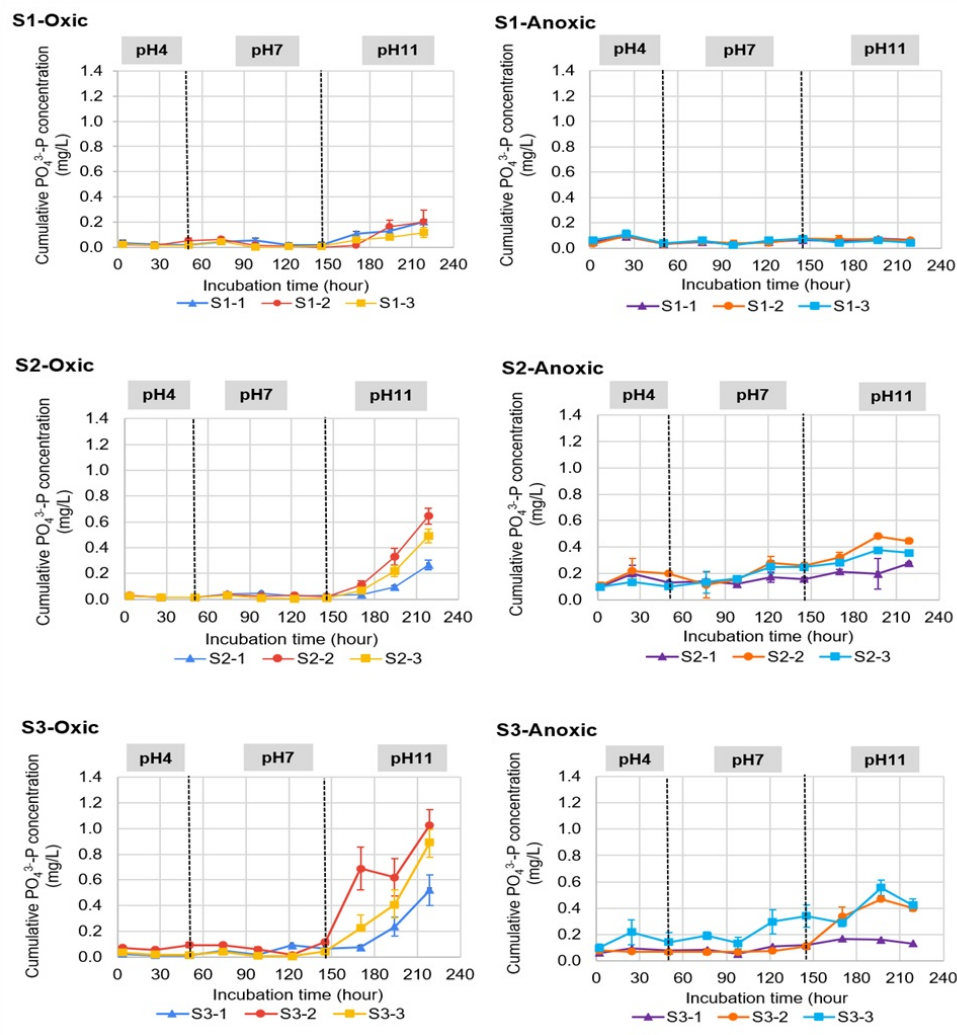 S1-Oxic
pH4 pH7 pH11
Cumulative PO₄³-P concentration
(mg/L)
1.4
1.2
1.0
0.8
0.6
0.4
0.2
0.0
0 30 60 90 120 150 180 210 240
Incubation time (hour)
S1-1 S1-2 S1-3
S1-Anoxic
pH4 pH7 pH11
Cumulative PO₄³-P concentration
(mg/L)
1.4
1.2
1.0
0.8
0.6
0.4
0.2
0.0
0 30 60 90 120 150 180 210 240
Incubation time (hour)
S1-1 S1-2 S1-3
S2-Oxic
pH4 pH7 pH11
Cumulative PO₄³-P concentration
(mg/L)
1.4
1.2
1.0
0.8
0.6
0.4
0.2
0.0
0 30 60 90 120 150 180 210 240
Incubation time (hour)
S2-1 S2-2 S2-3
S2-Anoxic
pH4 pH7 pH11
Cumulative PO₄³-P concentration
(mg/L)
1.4
1.2
1.0
0.8
0.6
0.4
0.2
0.0
0 30 60 90 120 150 180 210 240
Incubation time (hour)
S2-1 S2-2 S2-3
S3-Oxic
pH4 pH7 pH11
Cumulative PO₄³-P concentration
(mg/L)
1.4
1.2
1.0
0.8
0.6
0.4
0.2
0.0
0 30 60 90 120 150 180 210 240
Incubation time (hour)
S3-1 S3-2 S3-3
S3-Anoxic
pH4 pH7 pH11
Cumulative PO₄³-P concentration
(mg/L)
1.4
1.2
1.0
0.8
0.6
0.4
0.2
0.0
0 30 60 90 120 150 180 210 240
Incubation time (hour
S3-1 S3-2 S3-3